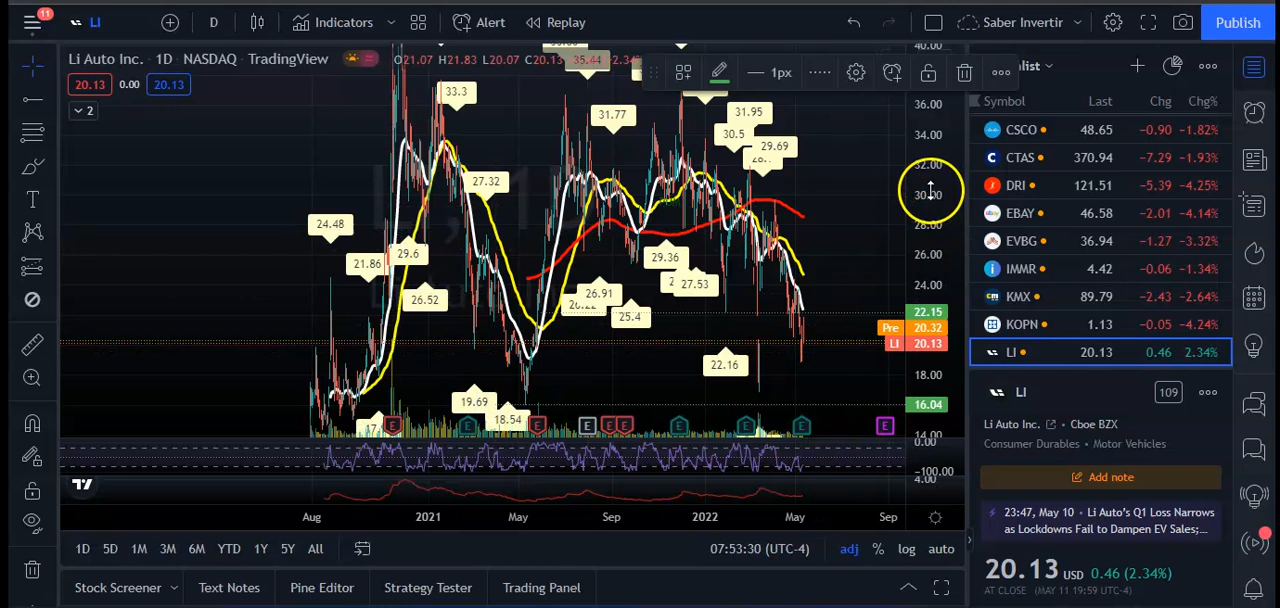 11
LI
D
Indicators
Alert
Replay
Saber Invertir
Publish
Li Auto Inc. · 1D · NASDAQ · TradingView
O21.07 H21.83 L20.07 C20.13
20.13
0.00
20.13
2
1px
40.00
36.00
34.00
32.00
30.00
28.00
26.00
24.00
22.15
Pre 20.32
LI 20.13
18.00
16.04
14.00
−100.00
4.00
35.44
33.3
31.77
31.95
30.5
29.69
27.32
24.48
21.86
29.6
26.52
29.36
27.53
26.91
25.4
22.16
19.69
18.54
E E E E E E E E E E
Aug 2021 May Sep 2022 May Sep
1D 5D 1M 3M 6M YTD 1Y 5Y All
07:53:30 (UTC-4)
adj % log auto
Stock Screener
Text Notes
Pine Editor
Strategy Tester
Trading Panel
Symbol Last Chg Chg%
CSCO 48.65 −0.90 −1.82%
CTAS 370.94 −7.29 −1.93%
DRI 121.51 −5.39 −4.25%
EBAY 46.58 −2.01 −4.14%
EVBG 36.94 −1.27 −3.32%
IMMR 4.42 −0.06 −1.34%
KMX 89.79 −2.43 −2.64%
KOPN 1.13 −0.05 −4.24%
LI 20.13 0.46 2.34%
LI
109
Li Auto Inc. · Cboe BZX
Consumer Durables · Motor Vehicles
Add note
23:47, May 10 · Li Auto's Q1 Loss Narrows
as Lockdowns Fail to Dampen EV Sales;...
20.13 USD 0.46 (2.34%)
AT CLOSE (MAY 11 19:59 UTC-4)